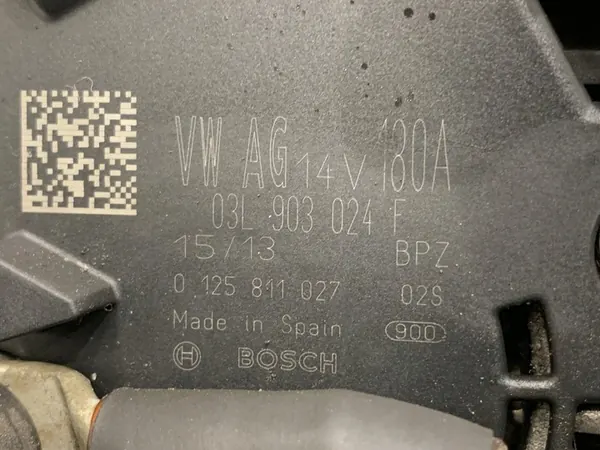 VW AG 14V 180A
03L 903 024 F
15/13 BPZ
0 125 811 027 02S
Made in Spain 900
BOSCH